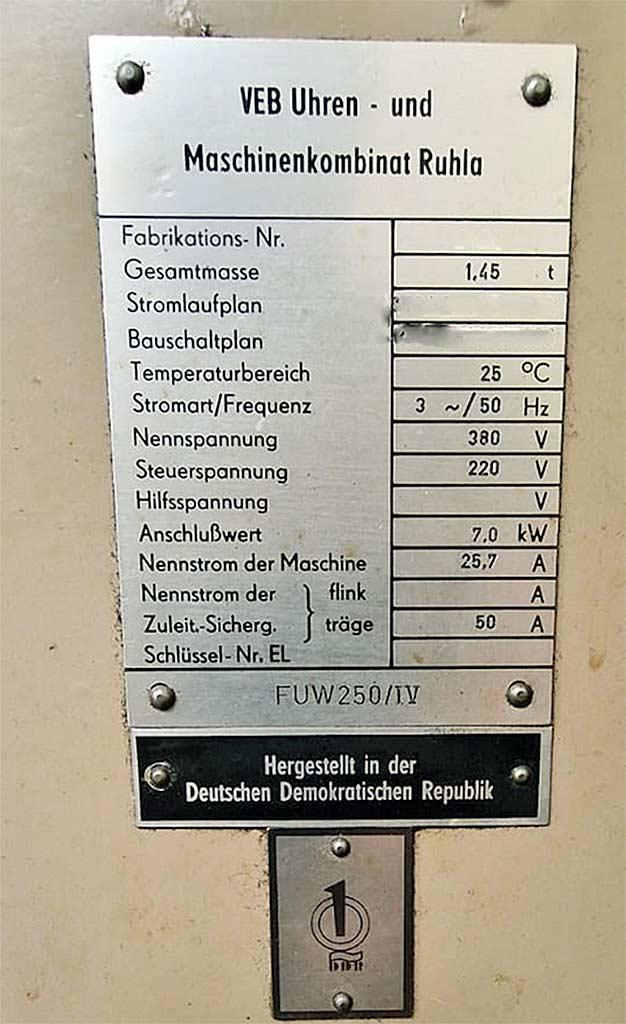 VEB Uhren - und
Maschinenkombinat Ruhla
Fabrikations- Nr.
Gesamtmasse 1,45 t
Stromlaufplan
Bauschaltplan
Temperaturbereich 25 °C
Stromart/Frequenz 3 ~/50 Hz
Nennspannung 380 V
Steuerspannung 220 V
Hilfsspannung V
Anschlußwert 7,0 kW
Nennstrom der Maschine 25,7 A
Nennstrom der } flink A
Zuleit.-Sicherg. träge 50 A
Schlüssel- Nr. EL
FUW250/IV
Hergestellt in der
Deutschen Demokratischen Republik
1
DDR